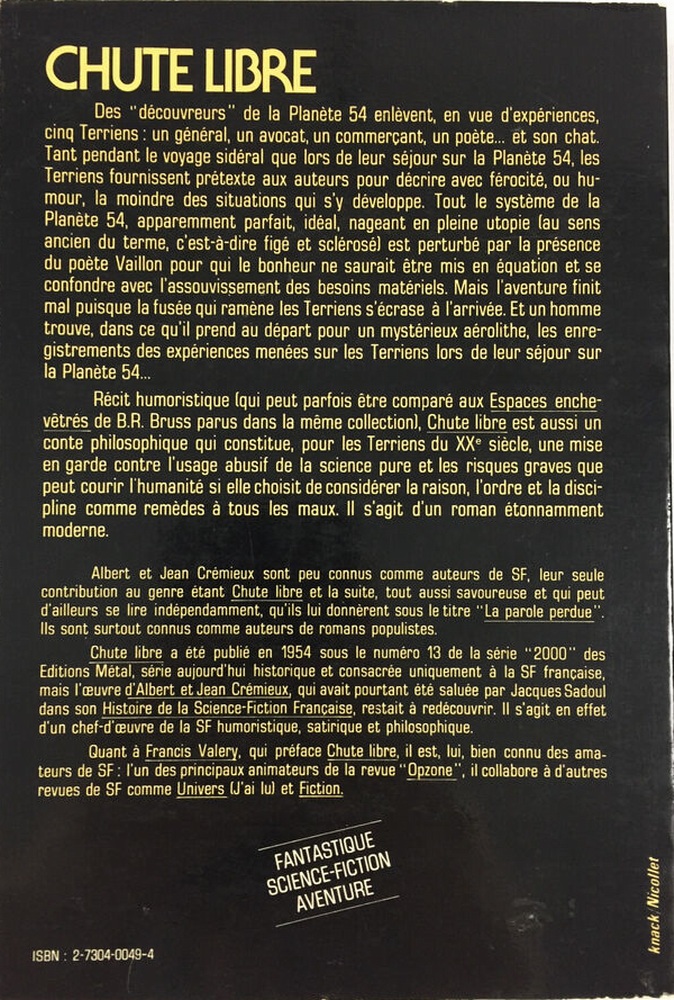 CHUTE LIBRE
Des "découvreurs" de la Planète 54 enlèvent, en vue d'expériences,
cinq Terriens : un général, un avocat, un commerçant, un poète... et son chat.
Tant pendant le voyage sidéral que lors de leur séjour sur la Planète 54, les
Terriens fournissent prétexte aux auteurs pour décrire avec férocité, ou hu-
mour, la moindre des situations qui s'y développe. Tout le système de la
Planète 54, apparemment parfait, idéal, nageant en pleine utopie (au sens
ancien du terme, c'est-à-dire figé et sclérosé) est perturbé par la présence
du poète Vaillon pour qui le bonheur ne saurait être mis en équation et se
confondre avec l'assouvissement des besoins matériels. Mais l'aventure finit
mal puisque la fusée qui ramène les Terriens s'écrase à l'arrivée. Et un homme
trouve, dans ce qu'il prend au départ pour un mystérieux aérolithe, les enre-
gistrements des expériences menées sur les Terriens lors de leur séjour sur
la Planète 54...
Récit humoristique (qui peut parfois être comparé aux Espaces enche-
vêtrés de B.R. Bruss parus dans la même collection), Chute libre est aussi un
conte philosophique qui constitue, pour les Terriens du XXe siècle, une mise
en garde contre l'usage abusif de la science pure et les risques graves que
peut courir l'humanité si elle choisit de considérer la raison, l'ordre et la disci-
pline comme remèdes à tous les maux. Il s'agit d'un roman étonnamment
moderne.
Albert et Jean Crémieux sont peu connus comme auteurs de SF, leur seule
contribution au genre étant Chute libre et la suite, tout aussi savoureuse et qui peut
d'ailleurs se lire indépendamment, qu'ils lui donnèrent sous le titre "La parole perdue".
Ils sont surtout connus comme auteurs de romans populistes.
Chute libre a été publié en 1954 sous le numéro 13 de la série "2000" des
Editions Métal, série aujourd'hui historique et consacrée uniquement à la SF française,
mais l'œuvre d'Albert et Jean Crémieux, qui avait pourtant été saluée par Jacques Sadoul
dans son Histoire de la Science-Fiction Française, restait à redécouvrir. Il s'agit en effet
d'un chef-d'œuvre de la SF humoristique, satirique et philosophique.
Quant à Francis Valery, qui préface Chute libre, il est, lui, bien connu des ama-
teurs de SF : l'un des principaux animateurs de la revue "Opzone", il collabore à d'autres
revues de SF comme Univers (J'ai lu) et Fiction.
FANTASTIQUE
SCIENCE-FICTION
AVENTURE
knack/Nicollet
ISBN : 2-7304-0049-4